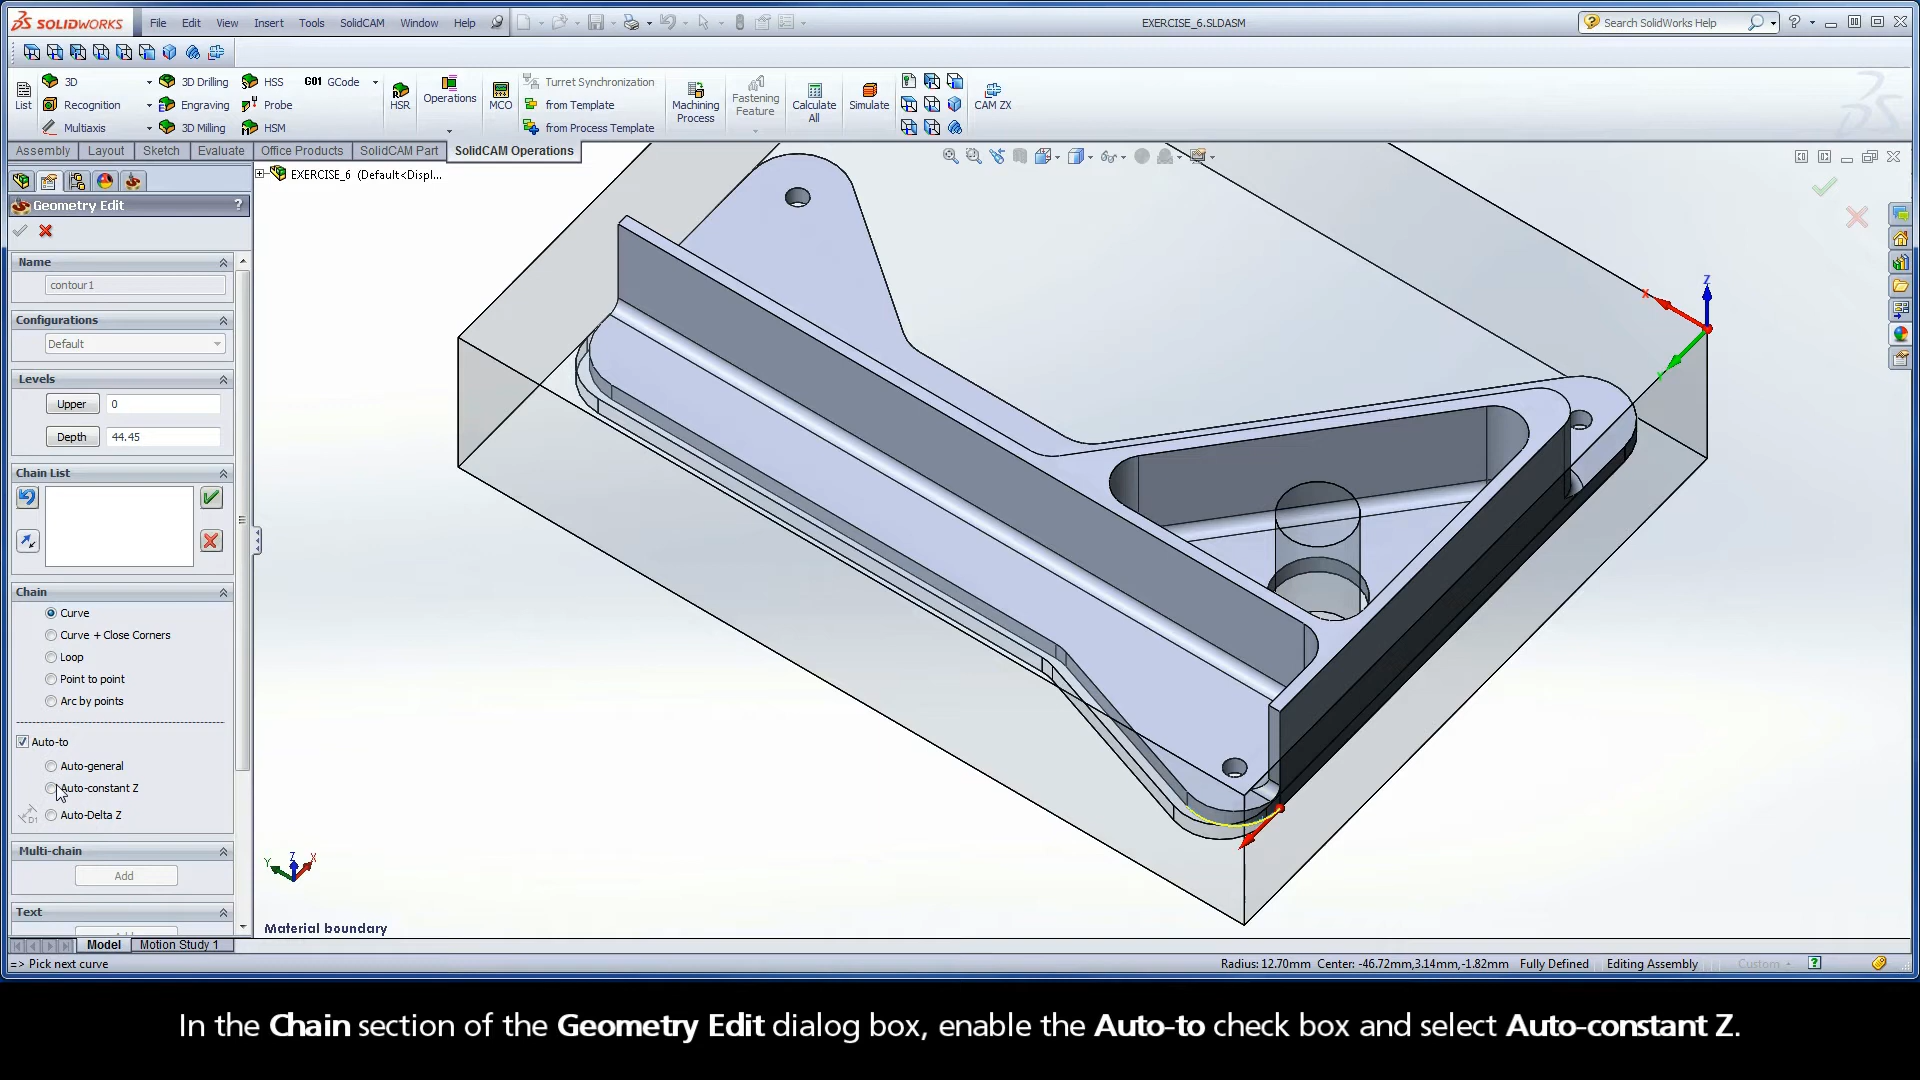 SOLIDWORKS File Edit View Insert Tools SolidCAM Window Help EXERCISE_6.SLDASM Search SolidWorks Help
3D 3D Drilling HSS G01 GCode Turret Synchronization
List Recognition Engraving Probe HSR Operations MCO from Template Machining Process Fastening Feature Calculate All Simulate CAM ZX
Multiaxis 3D Milling HSM from Process Template
Assembly Layout Sketch Evaluate Office Products SolidCAM Part SolidCAM Operations
EXERCISE_6 (Default<Displ...
Geometry Edit ?
Name
contour1
Configurations
Default
Levels
Upper 0
Depth 44.45
Chain List
Chain
Curve
Curve + Close Corners
Loop
Point to point
Arc by points
Auto-to
Auto-general
Auto-constant Z
D1 Auto-Delta Z
Multi-chain
Add
Text
Z
X
Y
Y Z X
Material boundary
Model Motion Study 1
=> Pick next curve Radius: 12.70mm Center: -46.72mm,3.14mm,-1.82mm Fully Defined Editing Assembly Custom
In the Chain section of the Geometry Edit dialog box, enable the Auto-to check box and select Auto-constant Z.